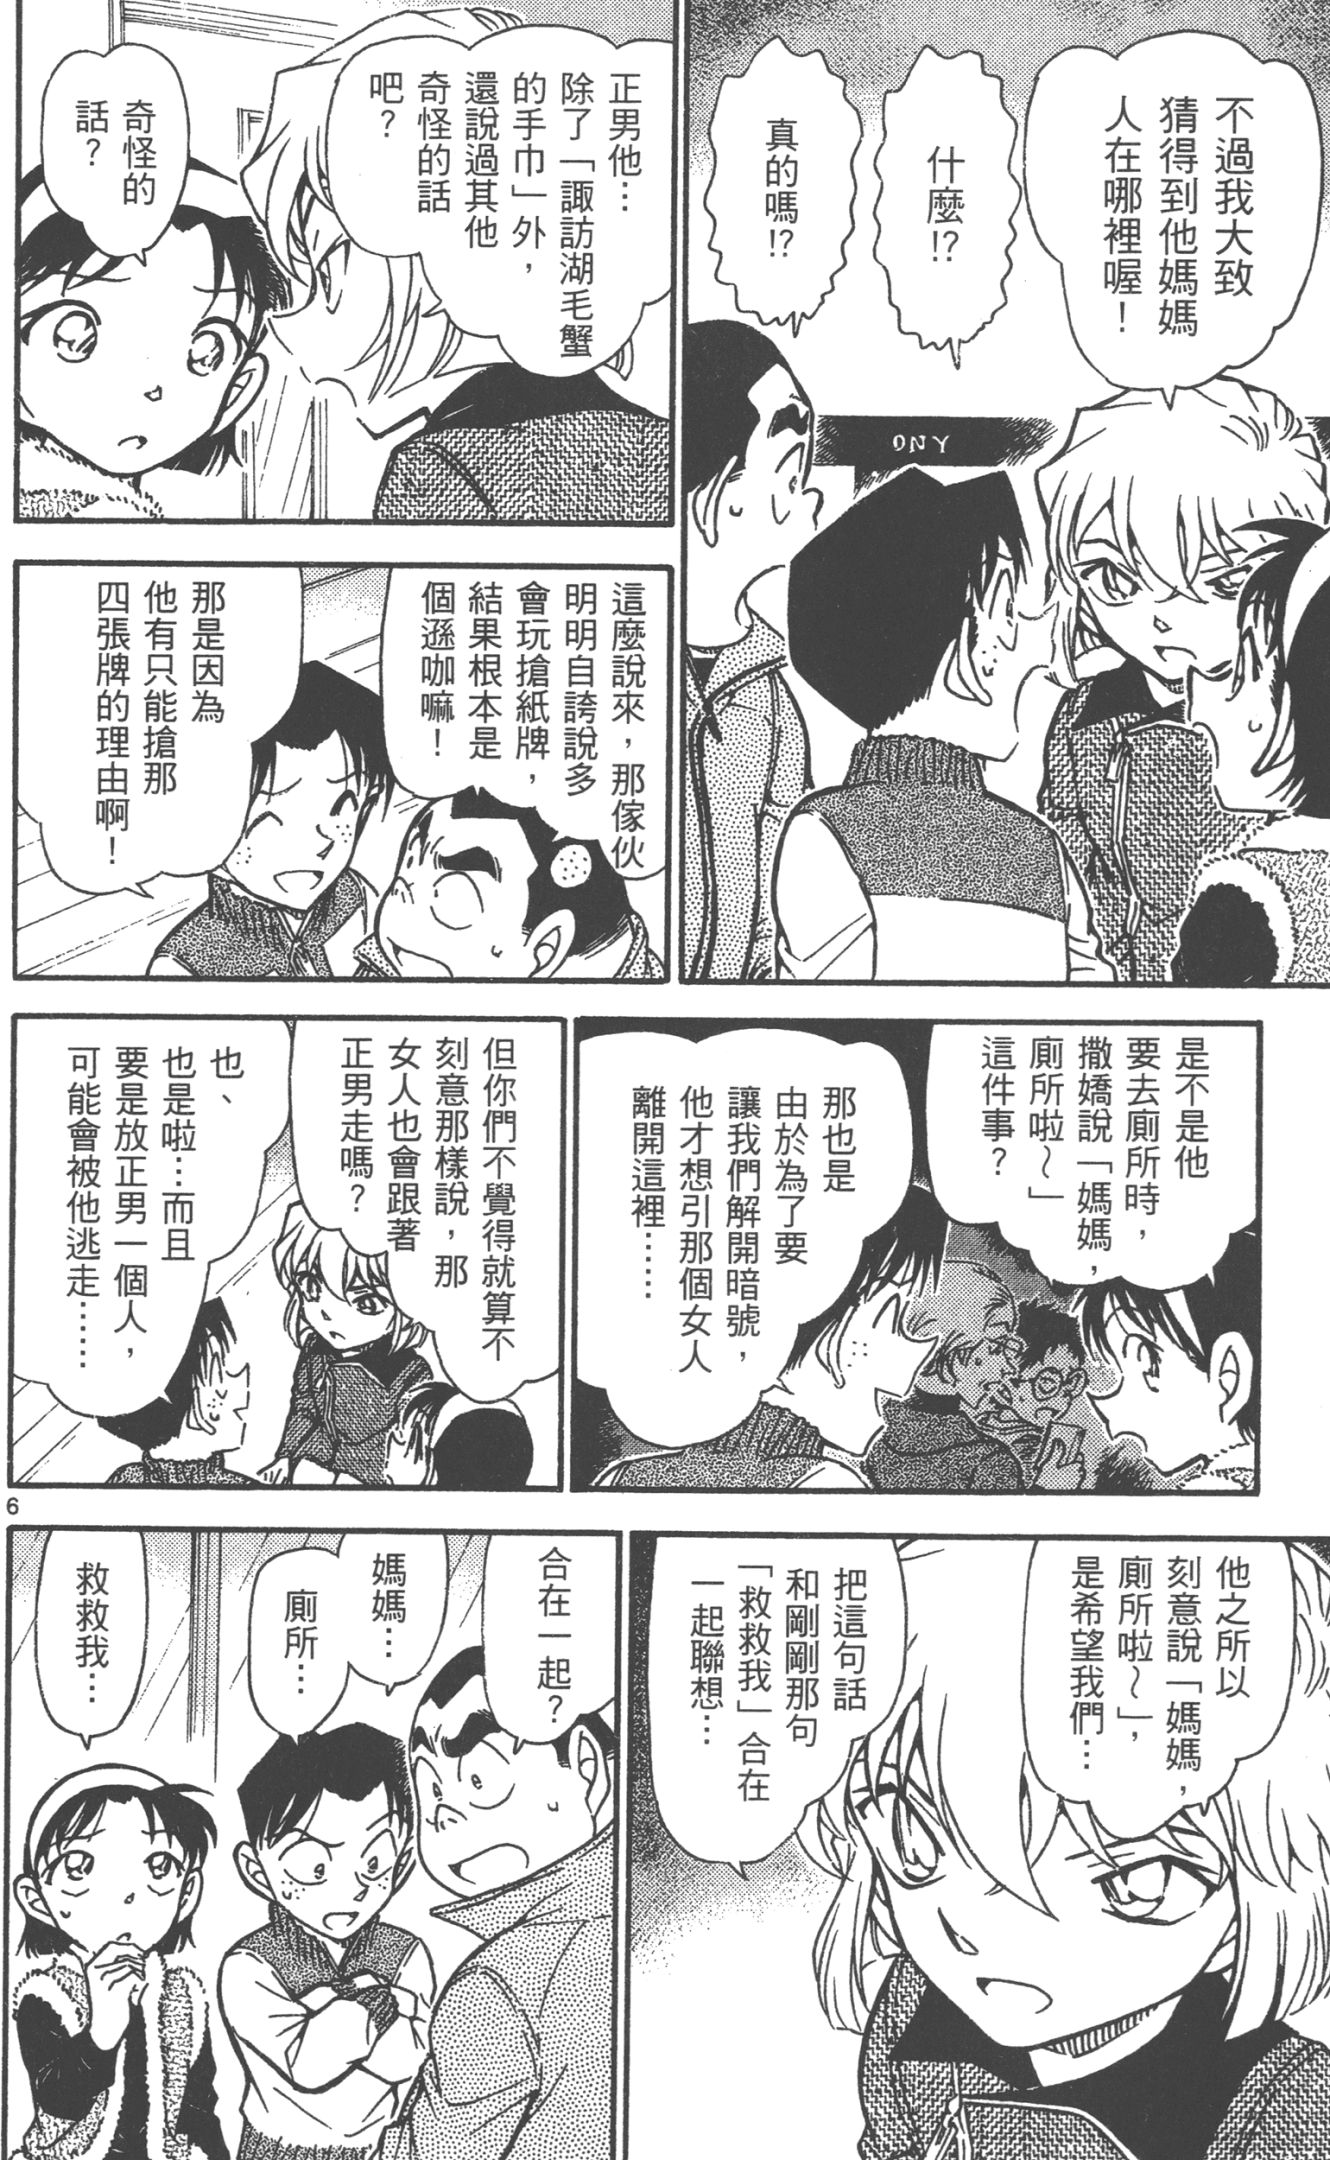 不過我大致
猜得到他媽媽
人在哪裡喔！
什麼!?
真的嗎!?
正男他…
除了「諏訪湖毛蟹
的手巾」外，
還說過其他
奇怪的話
吧？
奇怪的
話？
這麼說來，那傢伙
明明自誇說多
會玩搶紙牌，
結果根本是
個遜咖嘛！
那是因為
他有只能搶那
四張牌的理由啊！
是不是他
要去廁所時，
撒嬌說「媽媽，
廁所啦～」
這件事？
那也是
由於為了要
讓我們解開暗號，
他才想引那個女人
離開這裡……
但你們不覺得就算不
刻意那樣說，那
女人也會跟著
正男走嗎？
也、
也是啦…而且
要是放正男一個人，
可能會被他逃走……
6
他之所以
刻意說「媽媽，
廁所啦～」，
是希望我們…
把這句話
和剛剛那句
「救救我」合在
一起聯想…
合在一起？
媽媽…
廁所…
救救我…